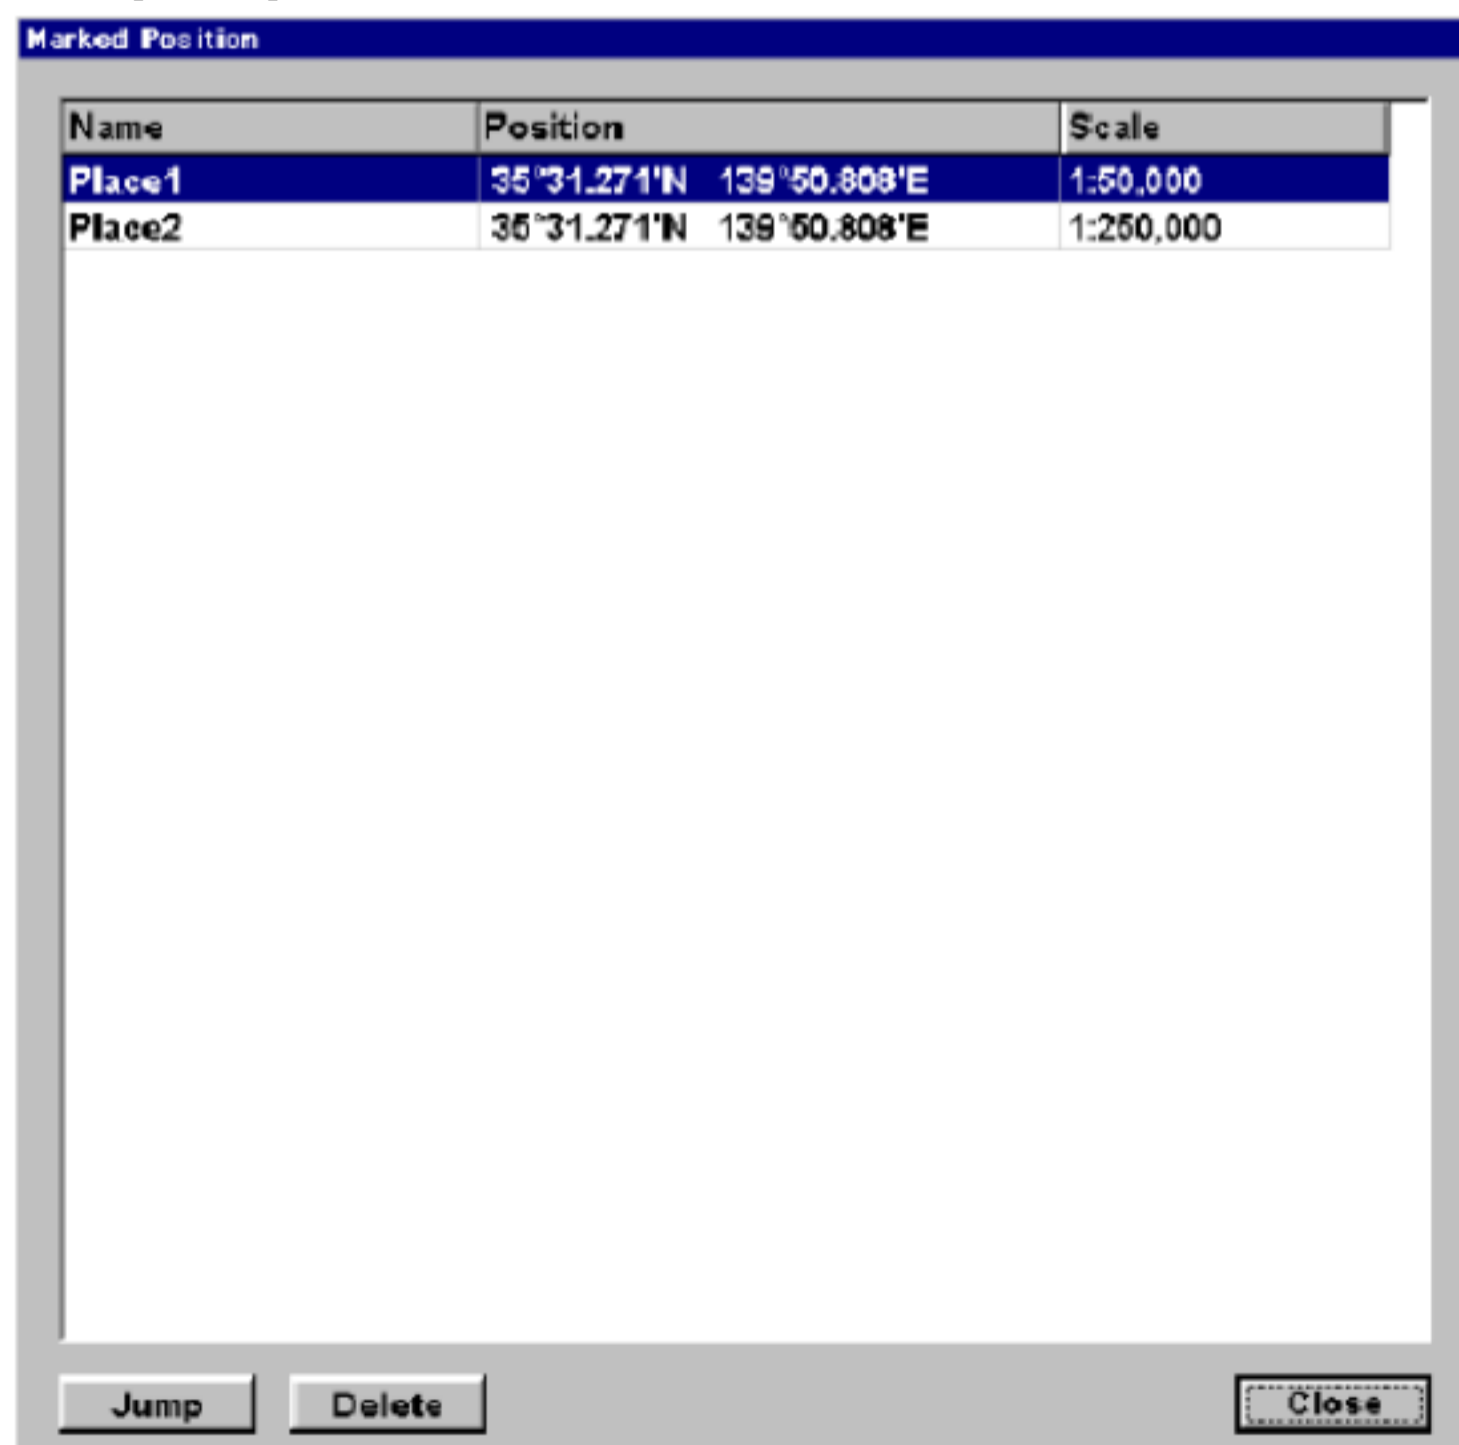 Marked Position
Name Position Scale
Place1 35°31.271'N 139°50.808'E 1:50,000
Place2 35°31.271'N 139°50.808'E 1:250,000
Jump Delete Close